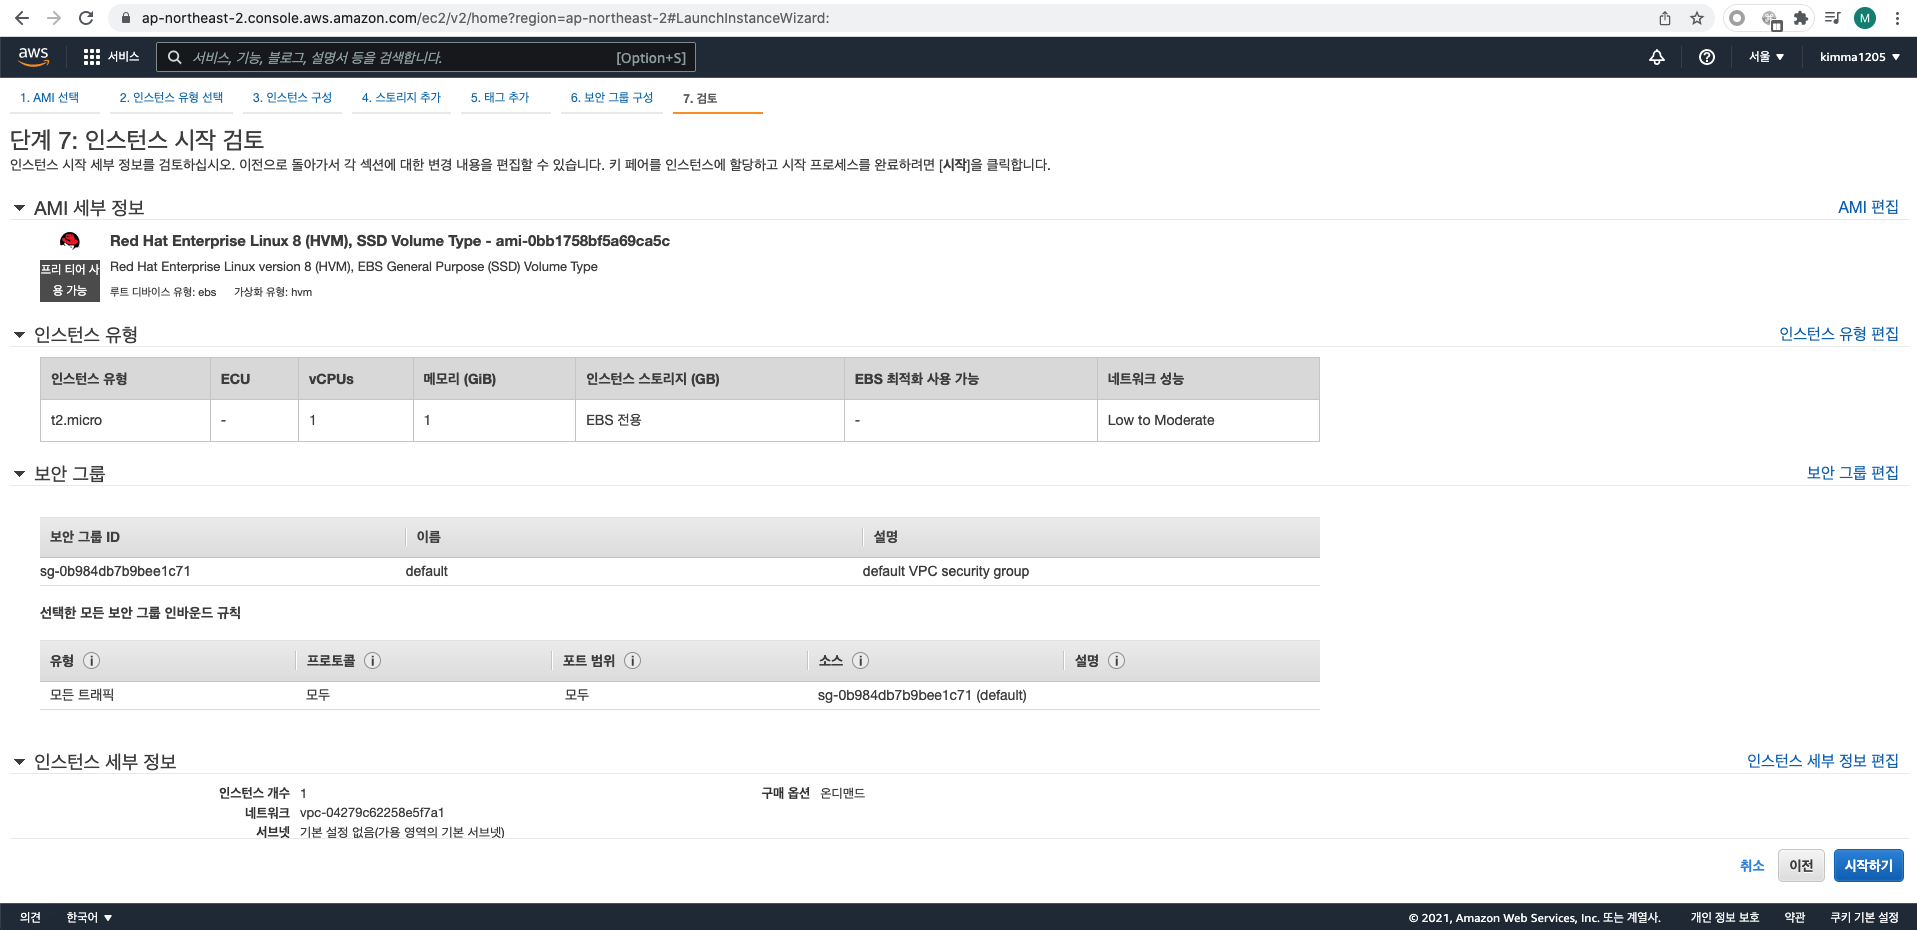 ap-northeast-2.console.aws.amazon.com/ec2/v2/home?region=ap-northeast-2#LaunchInstanceWizard:
M
aws 서비스 서비스, 기능, 블로그, 설명서 등을 검색합니다. [Option+S] 서울 ▼ kimma1205 ▼
1. AMI 선택 2. 인스턴스 유형 선택 3. 인스턴스 구성 4. 스토리지 추가 5. 태그 추가 6. 보안 그룹 구성 7. 검토
단계 7: 인스턴스 시작 검토
인스턴스 시작 세부 정보를 검토하십시오. 이전으로 돌아가서 각 섹션에 대한 변경 내용을 편집할 수 있습니다. 키 페어를 인스턴스에 할당하고 시작 프로세스를 완료하려면 [시작]을 클릭합니다.
AMI 세부 정보 AMI 편집
Red Hat Enterprise Linux 8 (HVM), SSD Volume Type - ami-0bb1758bf5a69ca5c
프리 티어 사
용 가능
Red Hat Enterprise Linux version 8 (HVM), EBS General Purpose (SSD) Volume Type
루트 디바이스 유형: ebs 가상화 유형: hvm
인스턴스 유형 인스턴스 유형 편집
인스턴스 유형 ECU vCPUs 메모리 (GiB) 인스턴스 스토리지 (GB) EBS 최적화 사용 가능 네트워크 성능
t2.micro - 1 1 EBS 전용 - Low to Moderate
보안 그룹 보안 그룹 편집
보안 그룹 ID 이름 설명
sg-0b984db7b9bee1c71 default default VPC security group
선택한 모든 보안 그룹 인바운드 규칙
유형 프로토콜 포트 범위 소스 설명
모든 트래픽 모두 모두 sg-0b984db7b9bee1c71 (default)
인스턴스 세부 정보 인스턴스 세부 정보 편집
인스턴스 개수 1 구매 옵션 온디맨드
네트워크 vpc-04279c62258e5f7a1
서브넷 기본 설정 없음(가용 영역의 기본 서브넷)
취소 이전 시작하기
의견 한국어 ▼ © 2021, Amazon Web Services, Inc. 또는 계열사. 개인 정보 보호 약관 쿠키 기본 설정